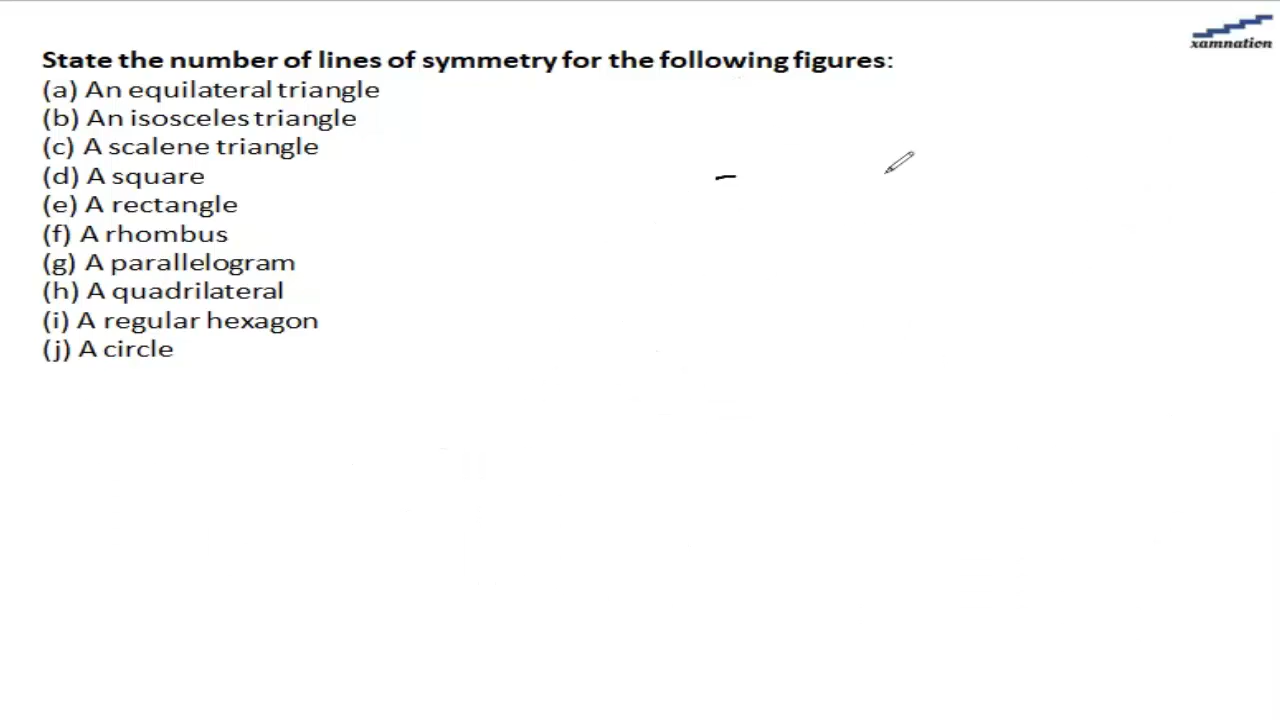 xamnation
State the number of lines of symmetry for the following figures:
(a) An equilateral triangle
(b) An isosceles triangle
(c) A scalene triangle
(d) A square
(e) A rectangle
(f) A rhombus
(g) A parallelogram
(h) A quadrilateral
(i) A regular hexagon
(j) A circle